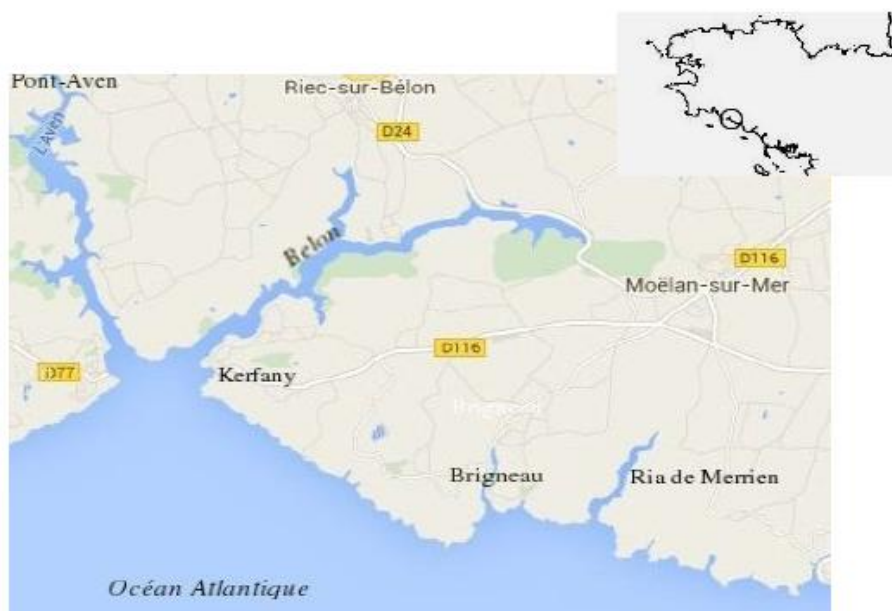 Pont-Aven
Riec-sur-Bélon
L'Aven
D24
Belon
D116
Moëlan-sur-Mer
D116
D77
Kerfany
Brigneau
Brigneau
Ria de Merrien
Océan Atlantique